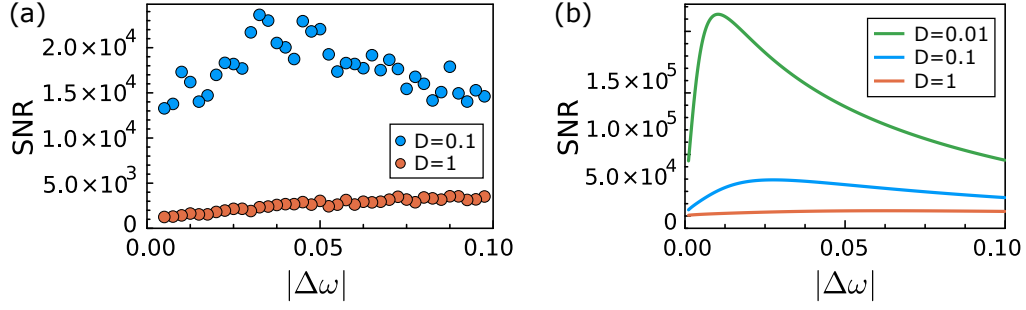 (a)
SNR
2.0×10⁴
1.5×10⁴
1.0×10⁴
5.0×10³
0
D=0.1
D=1
0.00
0.05
0.10
|Δω|
(b)
SNR
1.5×10⁵
1.0×10⁵
5.0×10⁴
0
D=0.01
D=0.1
D=1
0.00
0.05
0.10
|Δω|